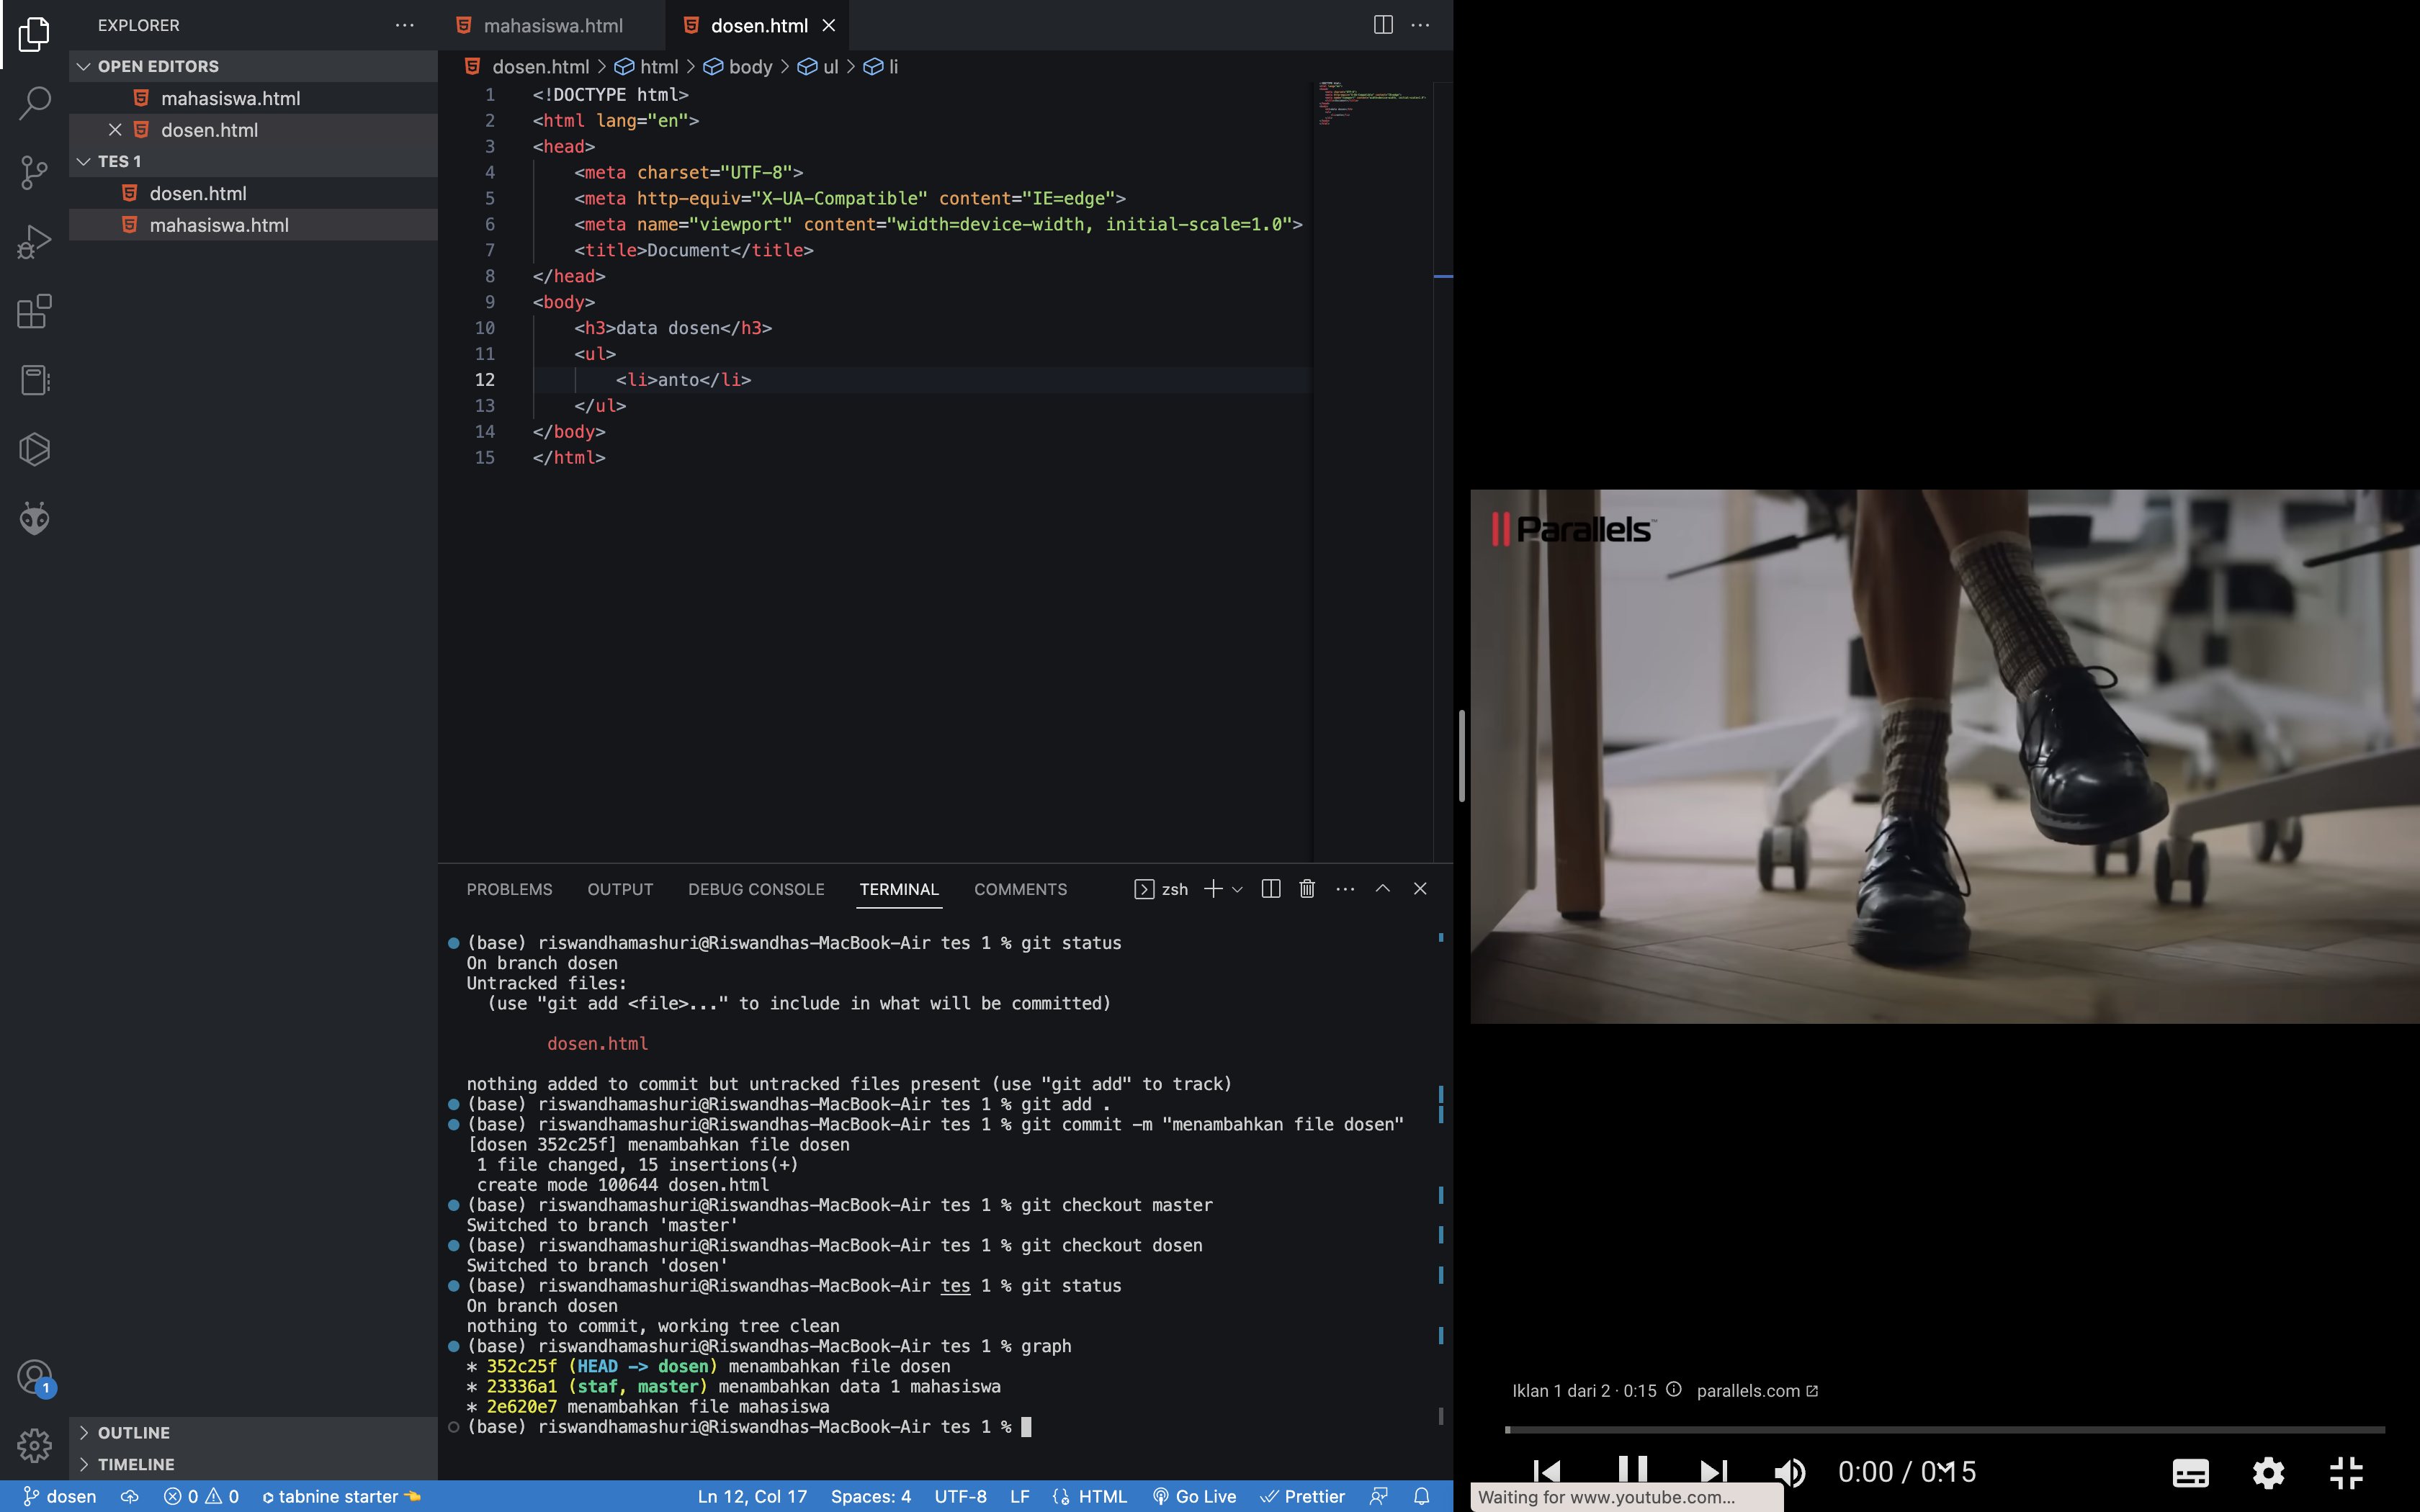 EXPLORER
OPEN EDITORS
mahasiswa.html
dosen.html
TES 1
dosen.html
mahasiswa.html
1
OUTLINE
TIMELINE
mahasiswa.html
dosen.html
dosen.html > html > body > ul > li
1 <!DOCTYPE html>
2 <html lang="en">
3 <head>
4 <meta charset="UTF-8">
5 <meta http-equiv="X-UA-Compatible" content="IE=edge">
6 <meta name="viewport" content="width=device-width, initial-scale=1.0">
7 <title>Document</title>
8 </head>
9 <body>
10 <h3>data dosen</h3>
11 <ul>
12 <li>anto</li>
13 </ul>
14 </body>
15 </html>
PROBLEMS OUTPUT DEBUG CONSOLE TERMINAL COMMENTS zsh
(base) riswandhamashuri@Riswandhas-MacBook-Air tes 1 % git status
On branch dosen
Untracked files:
(use "git add <file>..." to include in what will be committed)
dosen.html
nothing added to commit but untracked files present (use "git add" to track)
(base) riswandhamashuri@Riswandhas-MacBook-Air tes 1 % git add .
(base) riswandhamashuri@Riswandhas-MacBook-Air tes 1 % git commit -m "menambahkan file dosen"
[dosen 352c25f] menambahkan file dosen
1 file changed, 15 insertions(+)
create mode 100644 dosen.html
(base) riswandhamashuri@Riswandhas-MacBook-Air tes 1 % git checkout master
Switched to branch 'master'
(base) riswandhamashuri@Riswandhas-MacBook-Air tes 1 % git checkout dosen
Switched to branch 'dosen'
(base) riswandhamashuri@Riswandhas-MacBook-Air tes 1 % git status
On branch dosen
nothing to commit, working tree clean
(base) riswandhamashuri@Riswandhas-MacBook-Air tes 1 % graph
* 352c25f (HEAD -> dosen) menambahkan file dosen
* 23336a1 (staf, master) menambahkan data 1 mahasiswa
* 2e620e7 menambahkan file mahasiswa
(base) riswandhamashuri@Riswandhas-MacBook-Air tes 1 %
dosen 0 0 tabnine starter Ln 12, Col 17 Spaces: 4 UTF-8 LF HTML Go Live Prettier
Parallels™
Iklan 1 dari 2 · 0:15 parallels.com
0:00 / 0:15
Waiting for www.youtube.com...